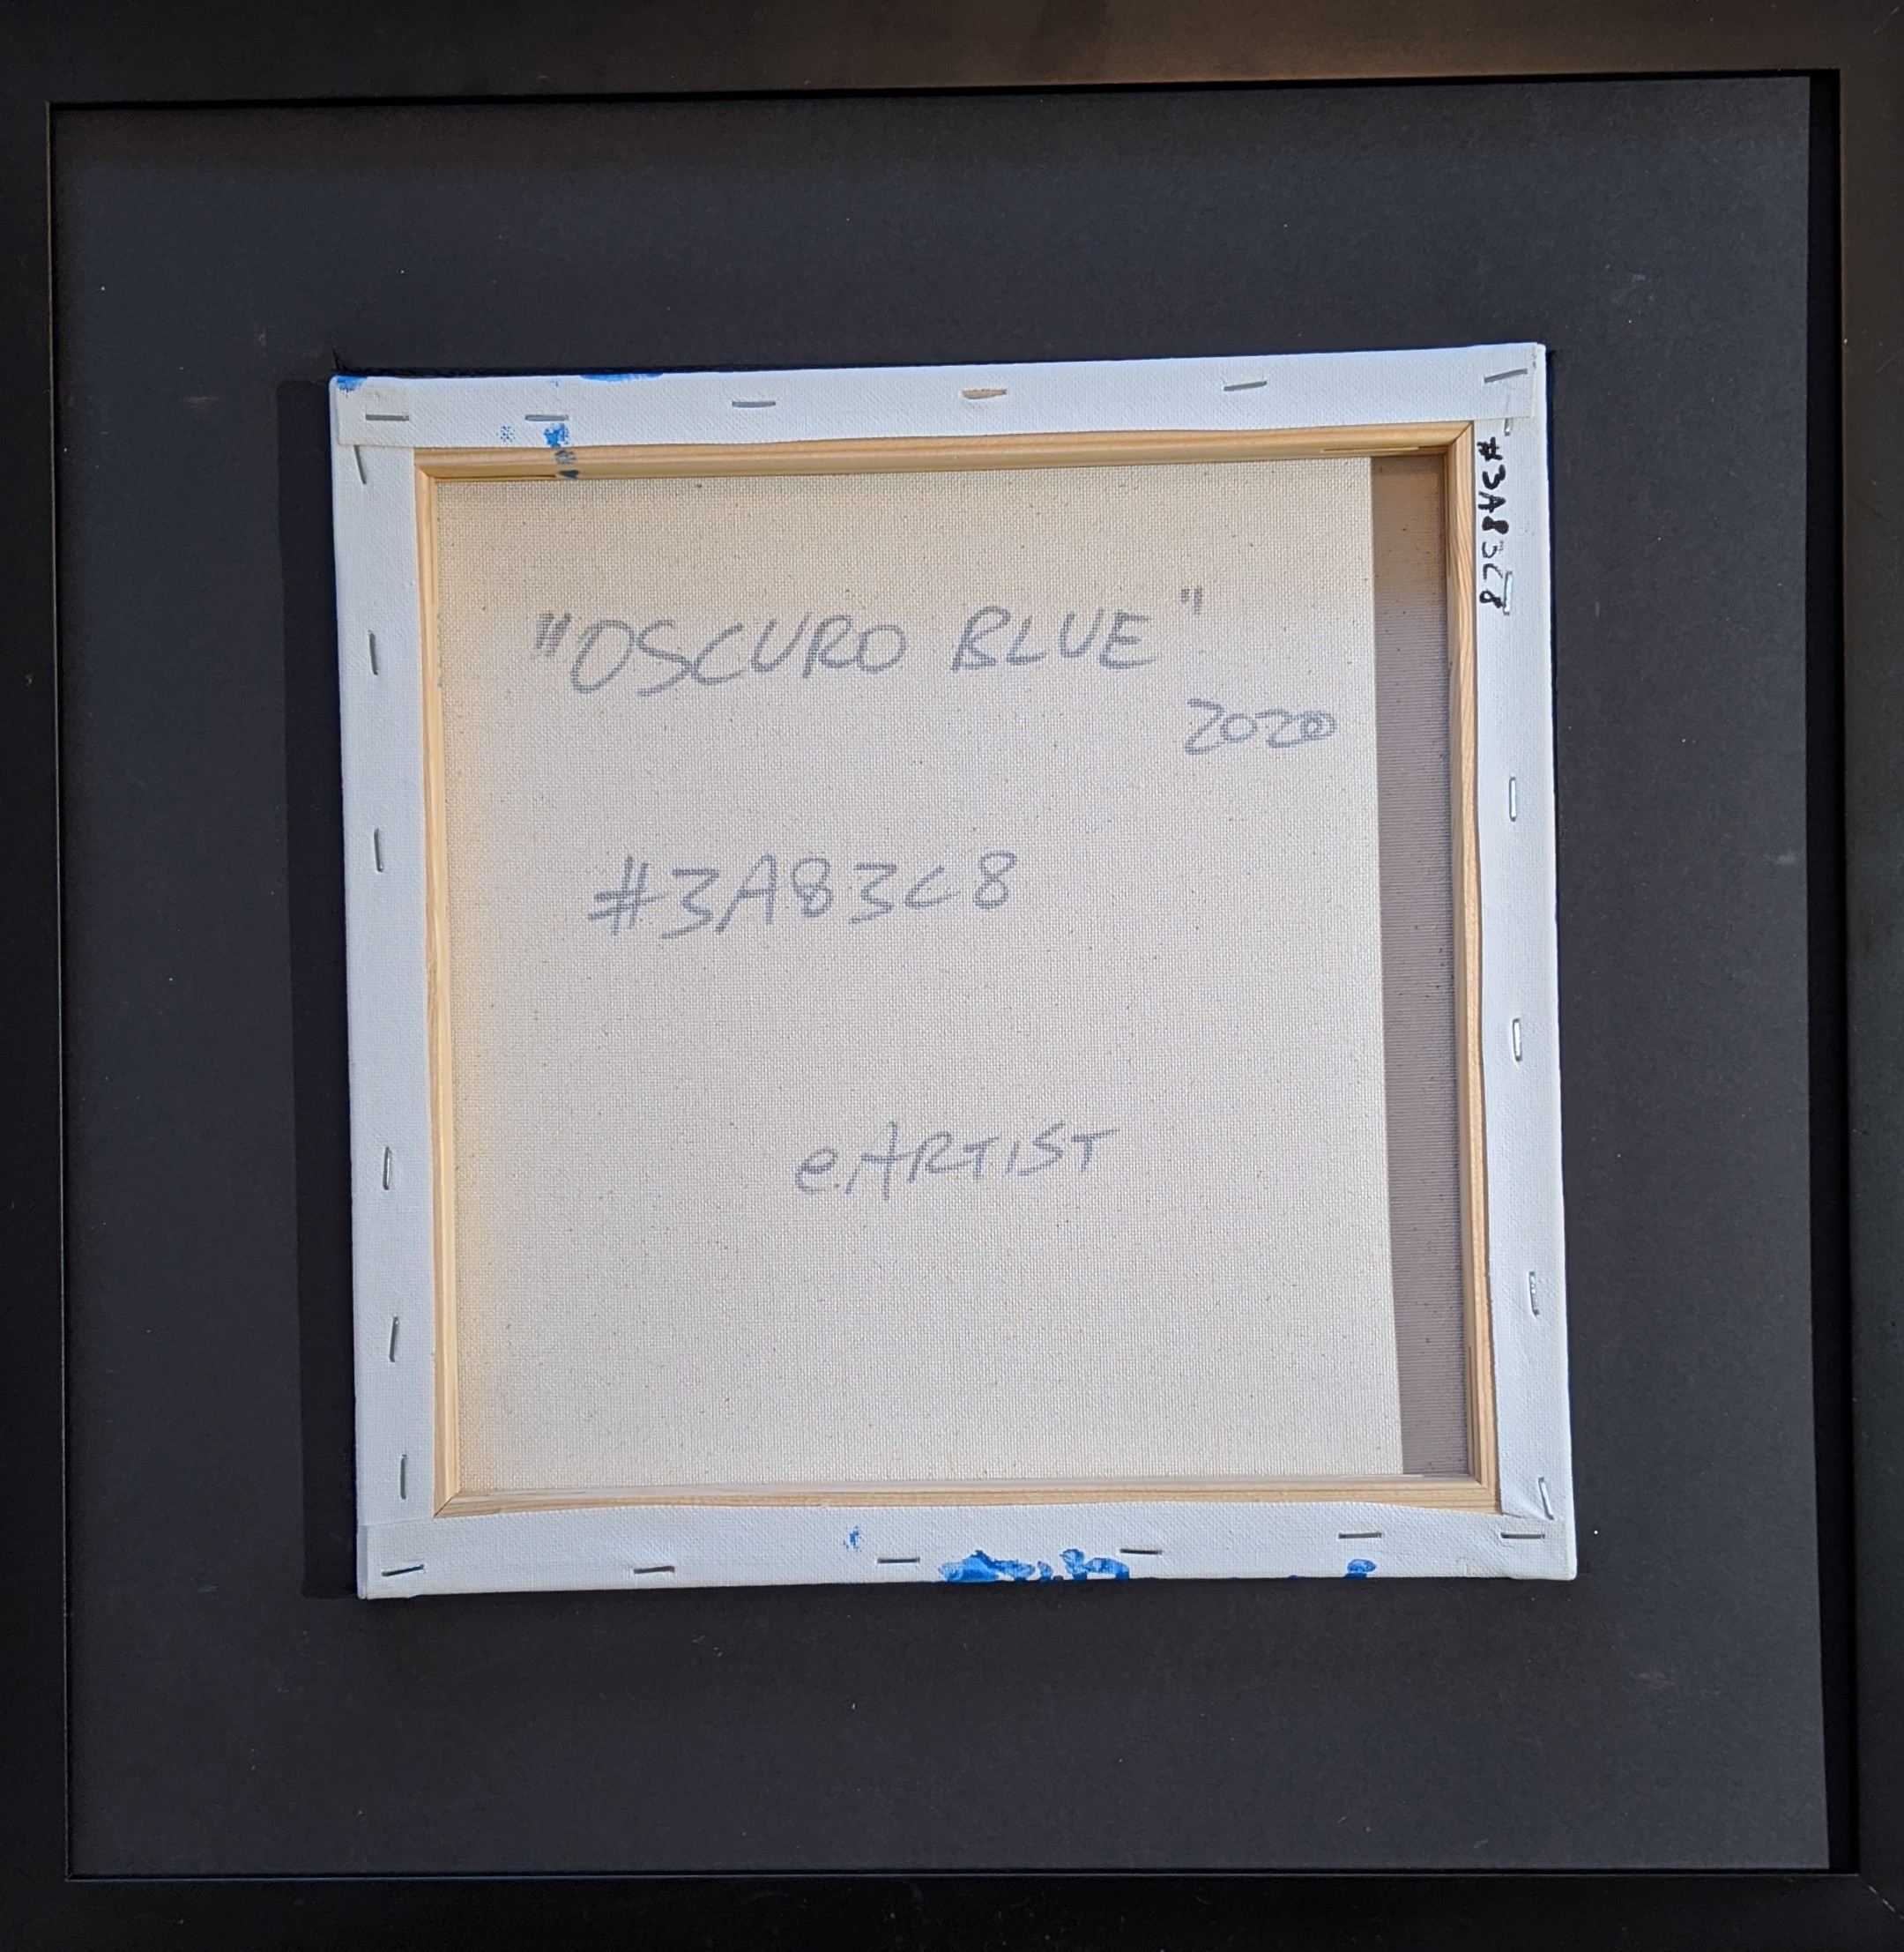 "OSCURO BLUE"
2020
#3A83C8
eARTIST
#3A83C8